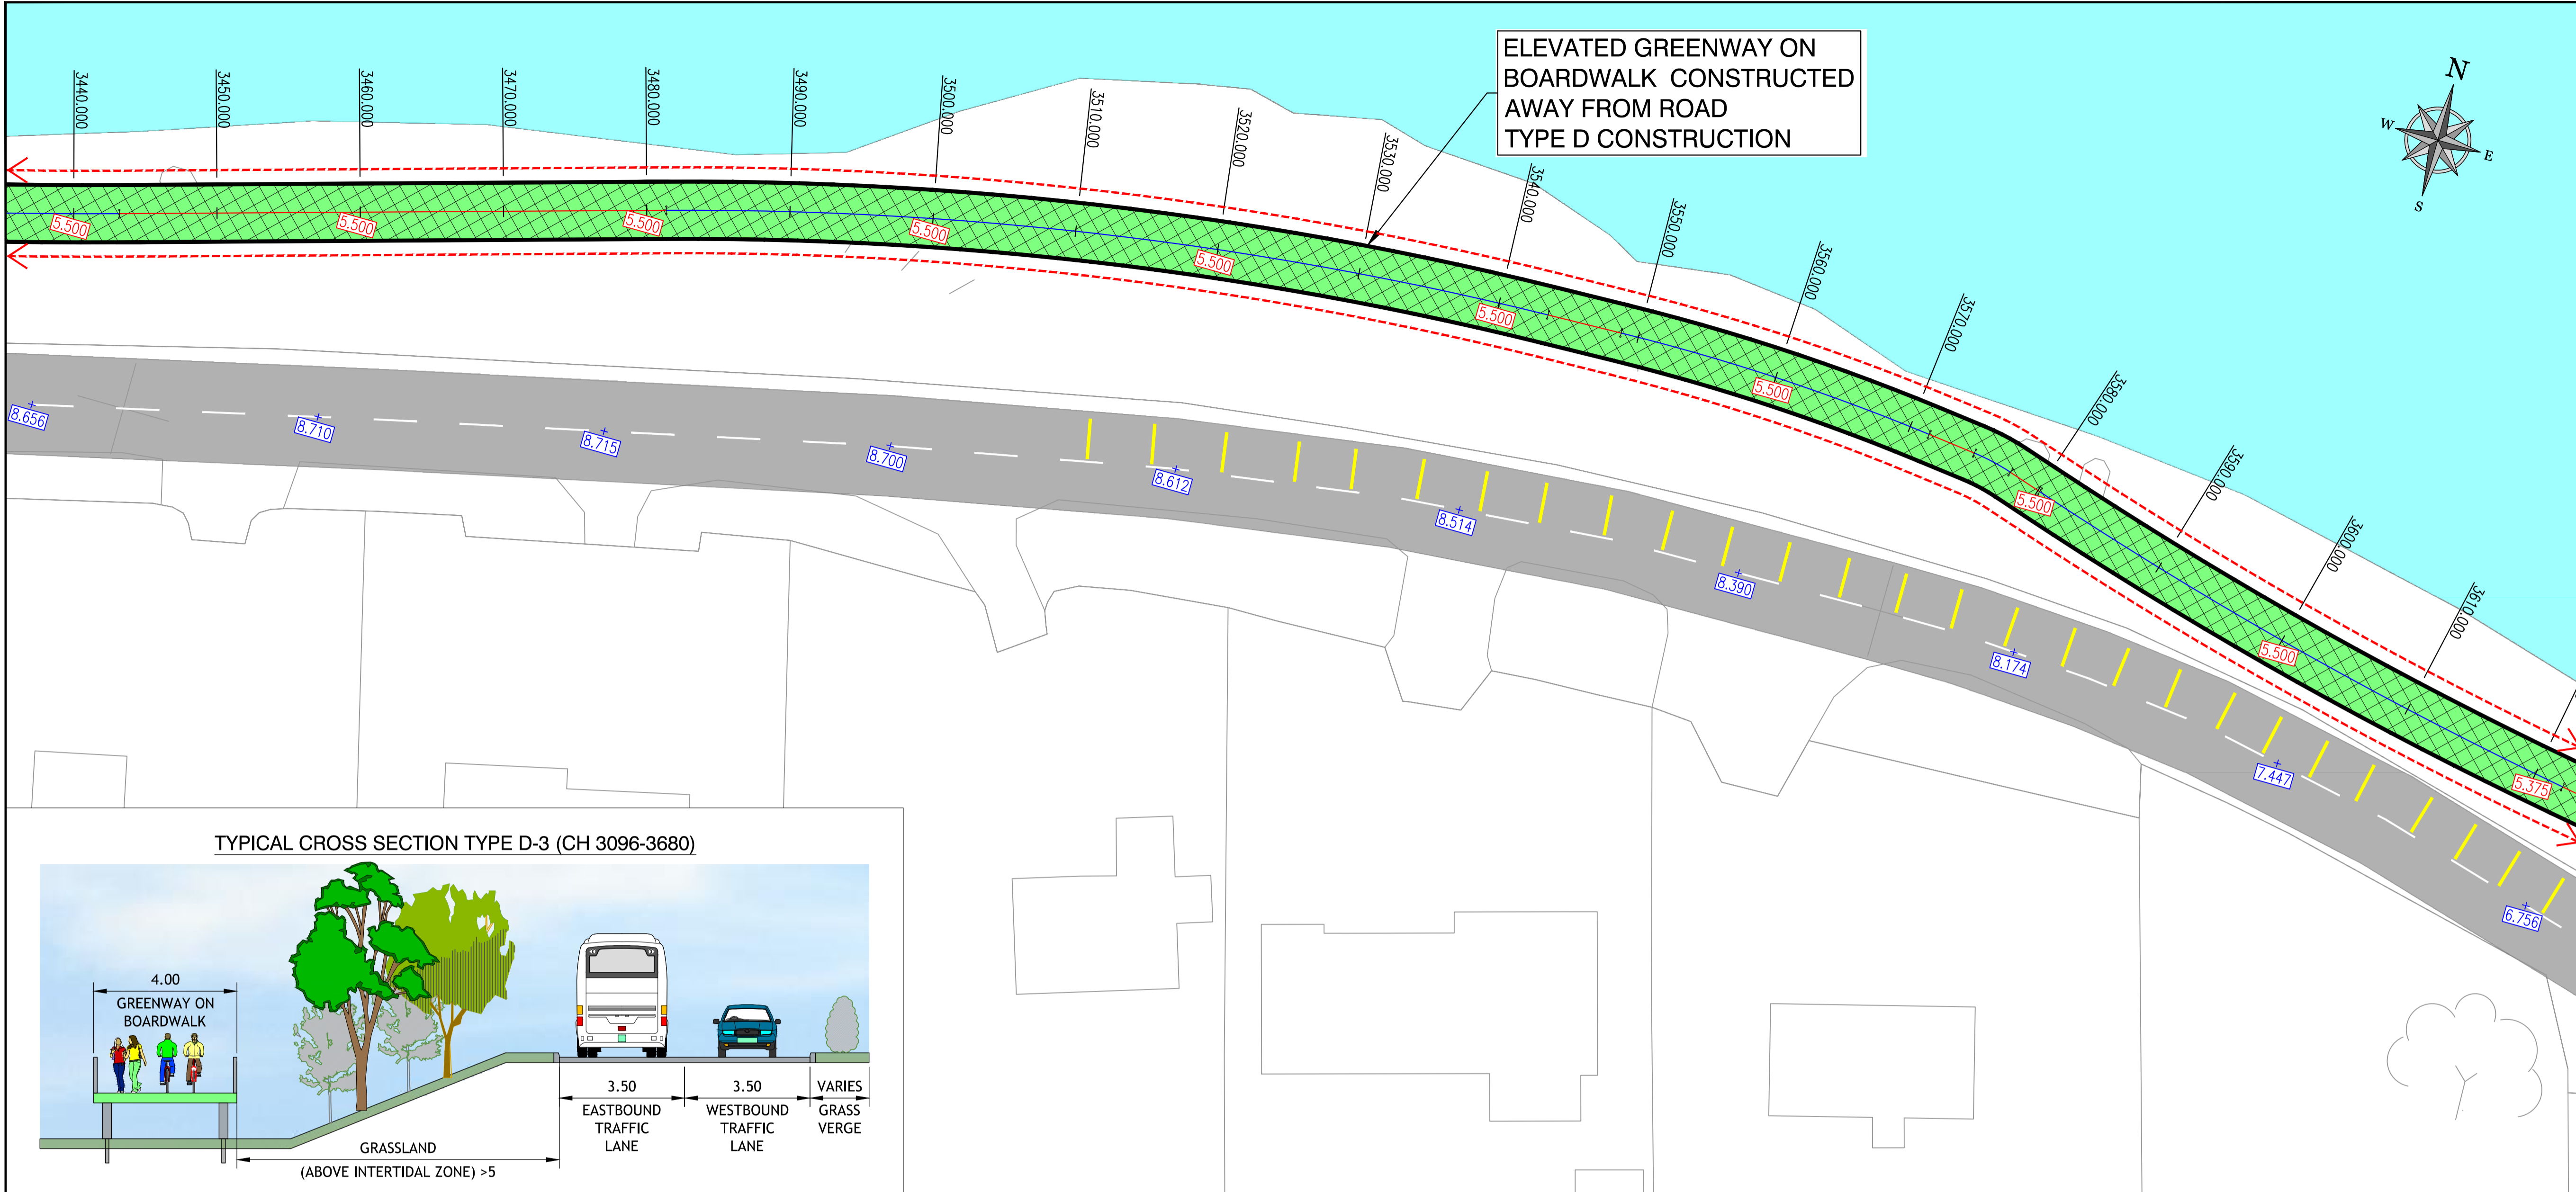 ELEVATED GREENWAY ON
BOARDWALK CONSTRUCTED
AWAY FROM ROAD
TYPE D CONSTRUCTION
N
W
E
S
3440.000
3450.000
3460.000
3470.000
3480.000
3490.000
3500.000
3510.000
3520.000
3530.000
3540.000
3550.000
3560.000
3570.000
3580.000
3590.000
3600.000
3610.000
5.500
5.500
5.500
5.500
5.500
5.500
5.500
5.500
5.500
5.375
8.656
8.710
8.715
8.700
8.612
8.514
8.390
8.174
7.447
6.756
TYPICAL CROSS SECTION TYPE D-3 (CH 3096-3680)
4.00
GREENWAY ON
BOARDWALK
GRASSLAND
(ABOVE INTERTIDAL ZONE) >5
3.50
EASTBOUND
TRAFFIC
LANE
3.50
WESTBOUND
TRAFFIC
LANE
VARIES
GRASS
VERGE